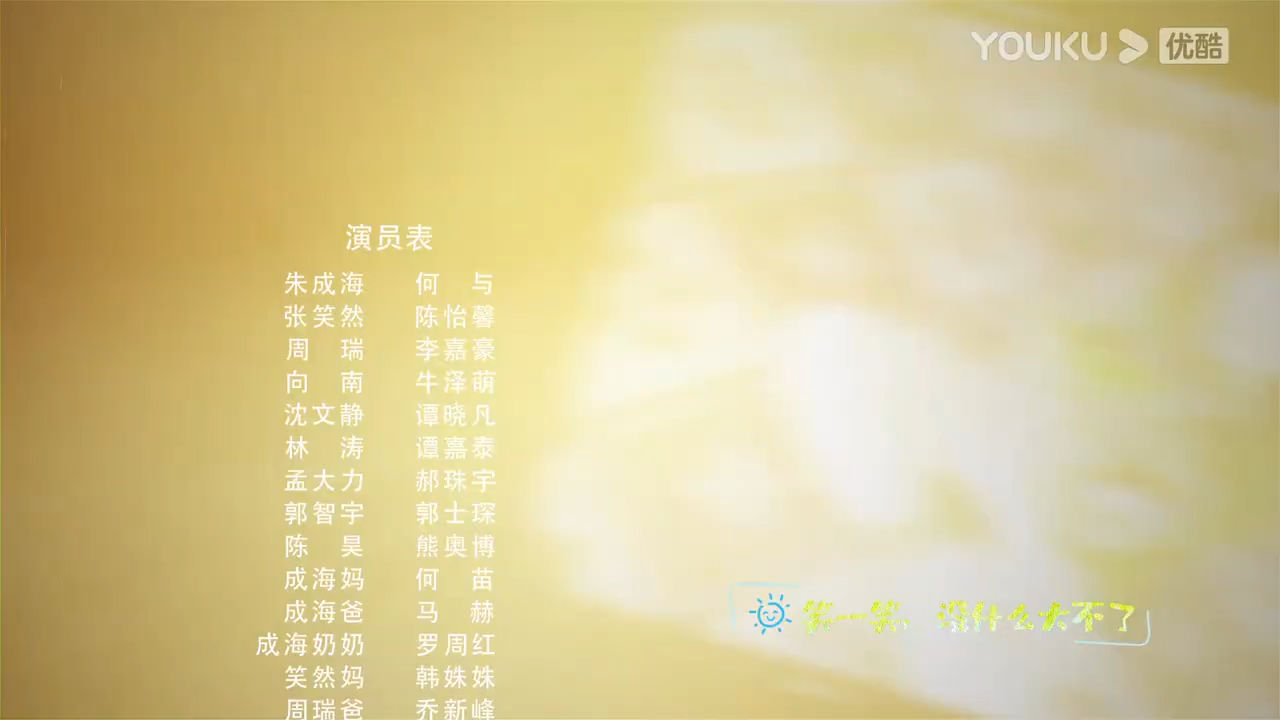 YOUKU 优酷
演员表
朱成海 何与
张笑然 陈怡馨
周瑞 李嘉豪
向南 牛泽萌
沈文静 谭晓凡
林涛 谭嘉泰
孟大力 郝珠宇
郭智宇 郭士琛
陈昊 熊奥博
成海妈 何苗
成海爸 马赫
成海奶奶 罗周红
笑然妈 韩姝姝
周瑞爸 乔新峰
笑一笑，没什么大不了